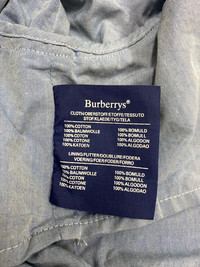 Burberrys®
CLOTH/OBERSTOFF/ETOFFE/TESSUTO
STOF KLAEDE/TYG/TELA
100% COTTON 100% BOMULD
100% BAUMWOLLE 100% BOMULL
100% COTON 100% BOMULL
100% COTONE 100% ALGODON
100% KATOEN 100% ALGODAO
LINING/FUTTER/DOUBLURE/FODERA
VOERING/FOER/FODER/FORRO
100% COTTON 100% BOMULD
100% BAUMWOLLE 100% BOMULL
100% COTON
100% COTONE 100% ALGODON
100% KATOEN 100% ALGODAO